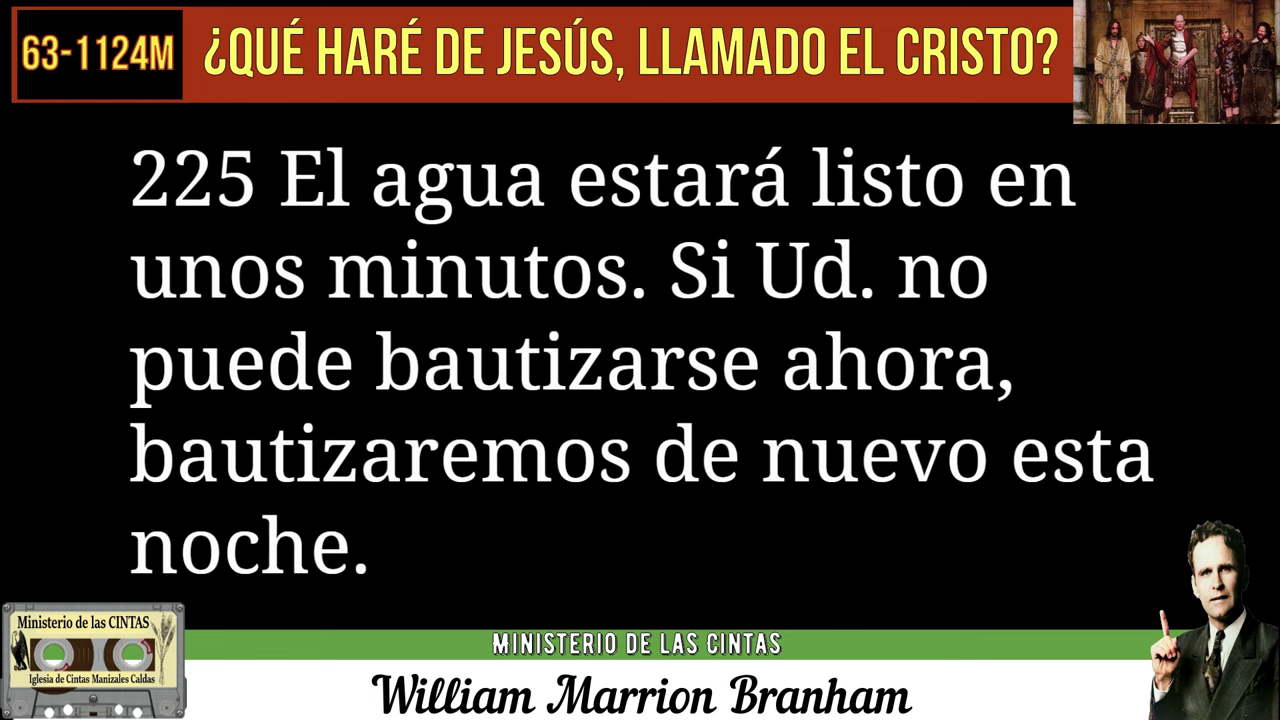 63-1124M
¿QUÉ HARÉ DE JESÚS, LLAMADO EL CRISTO?
225 El agua estará listo en
unos minutos. Si Ud. no
puede bautizarse ahora,
bautizaremos de nuevo esta
noche.
Ministerio de las CINTAS
Iglesia de Cintas Manizales Caldas
MINISTERIO DE LAS CINTAS
William Marrion Branham